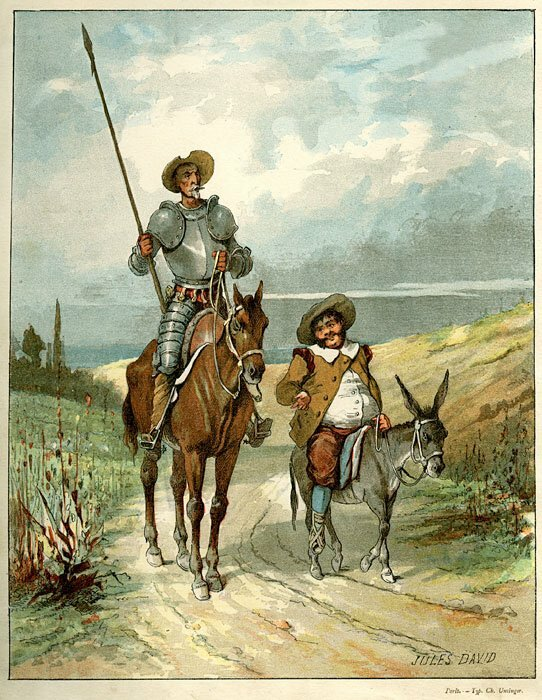 JULES DAVID
Paris. – Typ. Ch. Unsinger.